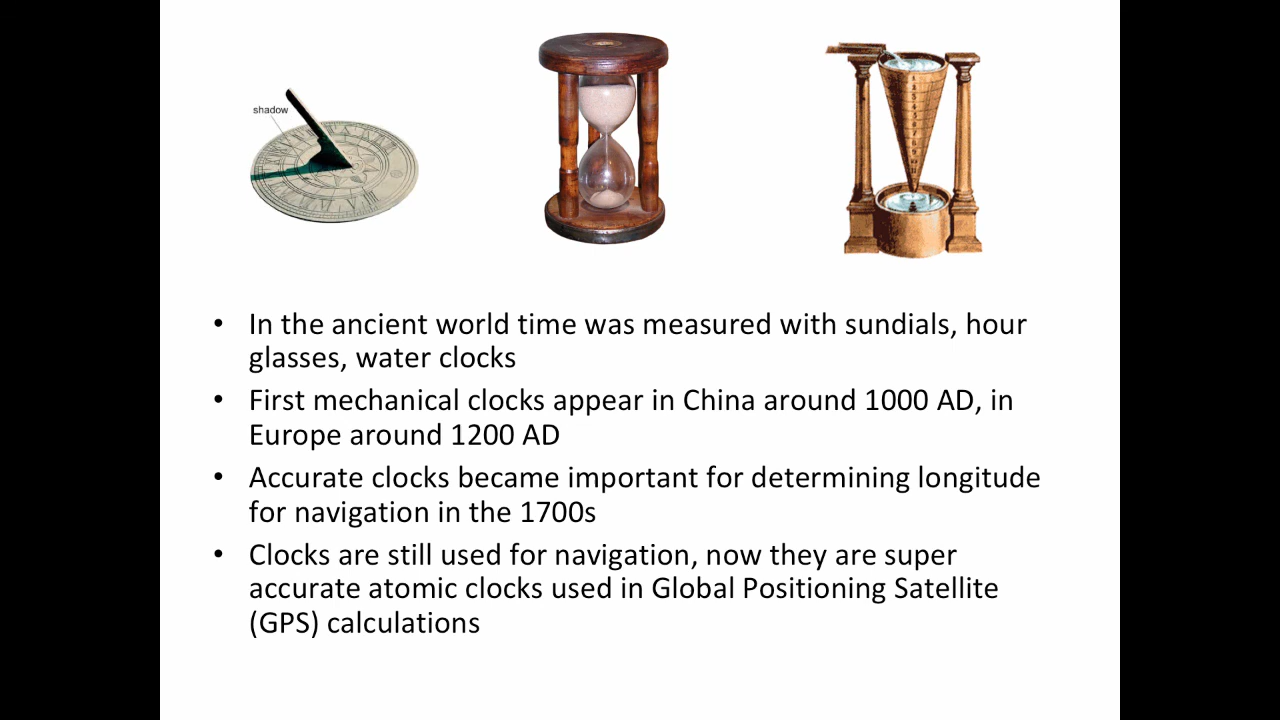 shadow
• In the ancient world time was measured with sundials, hour
glasses, water clocks
• First mechanical clocks appear in China around 1000 AD, in
Europe around 1200 AD
• Accurate clocks became important for determining longitude
for navigation in the 1700s
• Clocks are still used for navigation, now they are super
accurate atomic clocks used in Global Positioning Satellite
(GPS) calculations